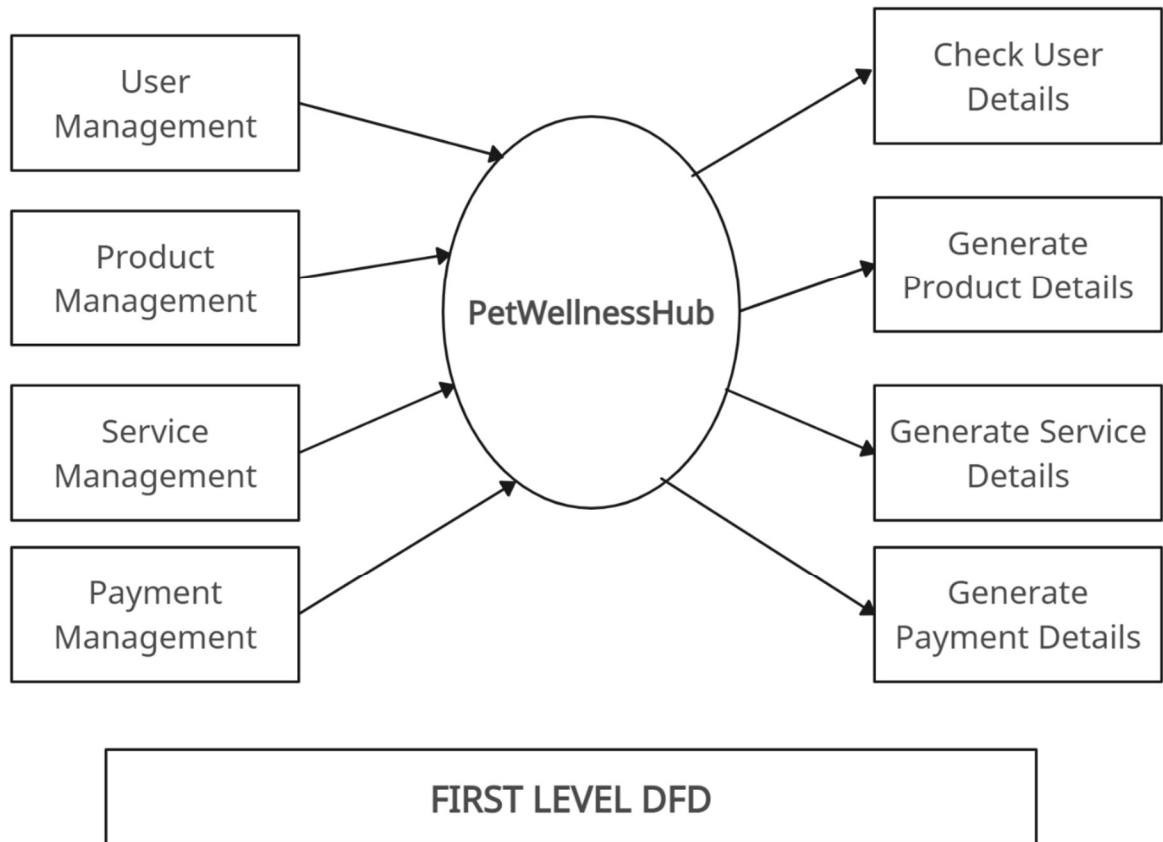 User
Management
Product
Management
Service
Management
Payment
Management
PetWellnessHub
Check User
Details
Generate
Product Details
Generate Service
Details
Generate
Payment Details
FIRST LEVEL DFD